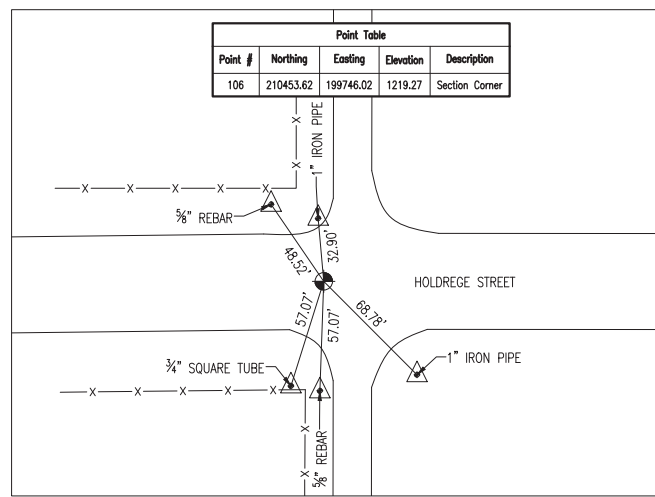 Point Table
Point # Northing Easting Elevation Description
106 210453.62 199746.02 1219.27 Section Corner
1" IRON PIPE
⅝" REBAR
32.90'
48.52'
HOLDREGE STREET
57.07'
57.07'
68.78'
¾" SQUARE TUBE
1" IRON PIPE
⅝" REBAR